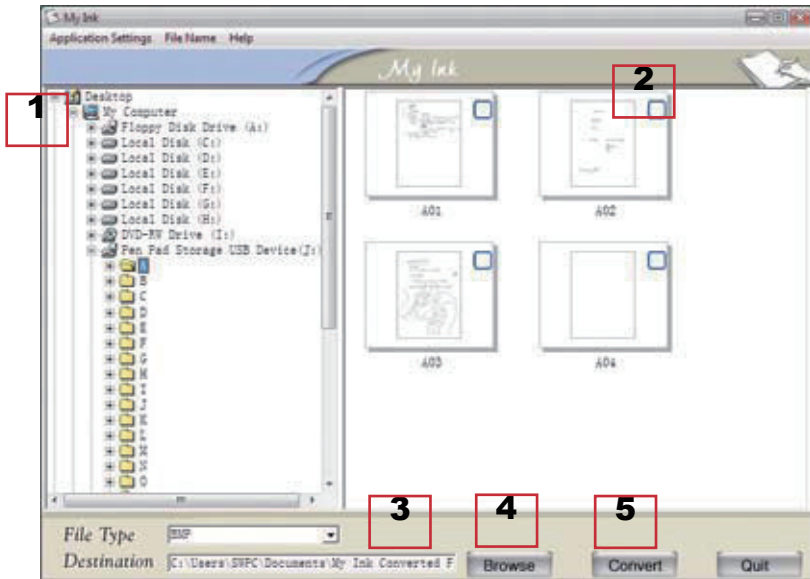 My Ink
Application Settings File Name Help
My Ink
1
2
Desktop
My Computer
Floppy Disk Drive (A:)
Local Disk (C:)
Local Disk (D:)
Local Disk (E:)
Local Disk (F:)
Local Disk (G:)
Local Disk (H:)
DVD-RW Drive (I:)
Pen Pad Storage USB Device(J:)
A
B
C
D
E
F
G
H
I
J
K
L
M
N
O
A01
A02
A03
A04
3
4
5
File Type
BMP
Destination
C:\Users\SWPC\Documents\My Ink Converted F
Browse
Convert
Quit